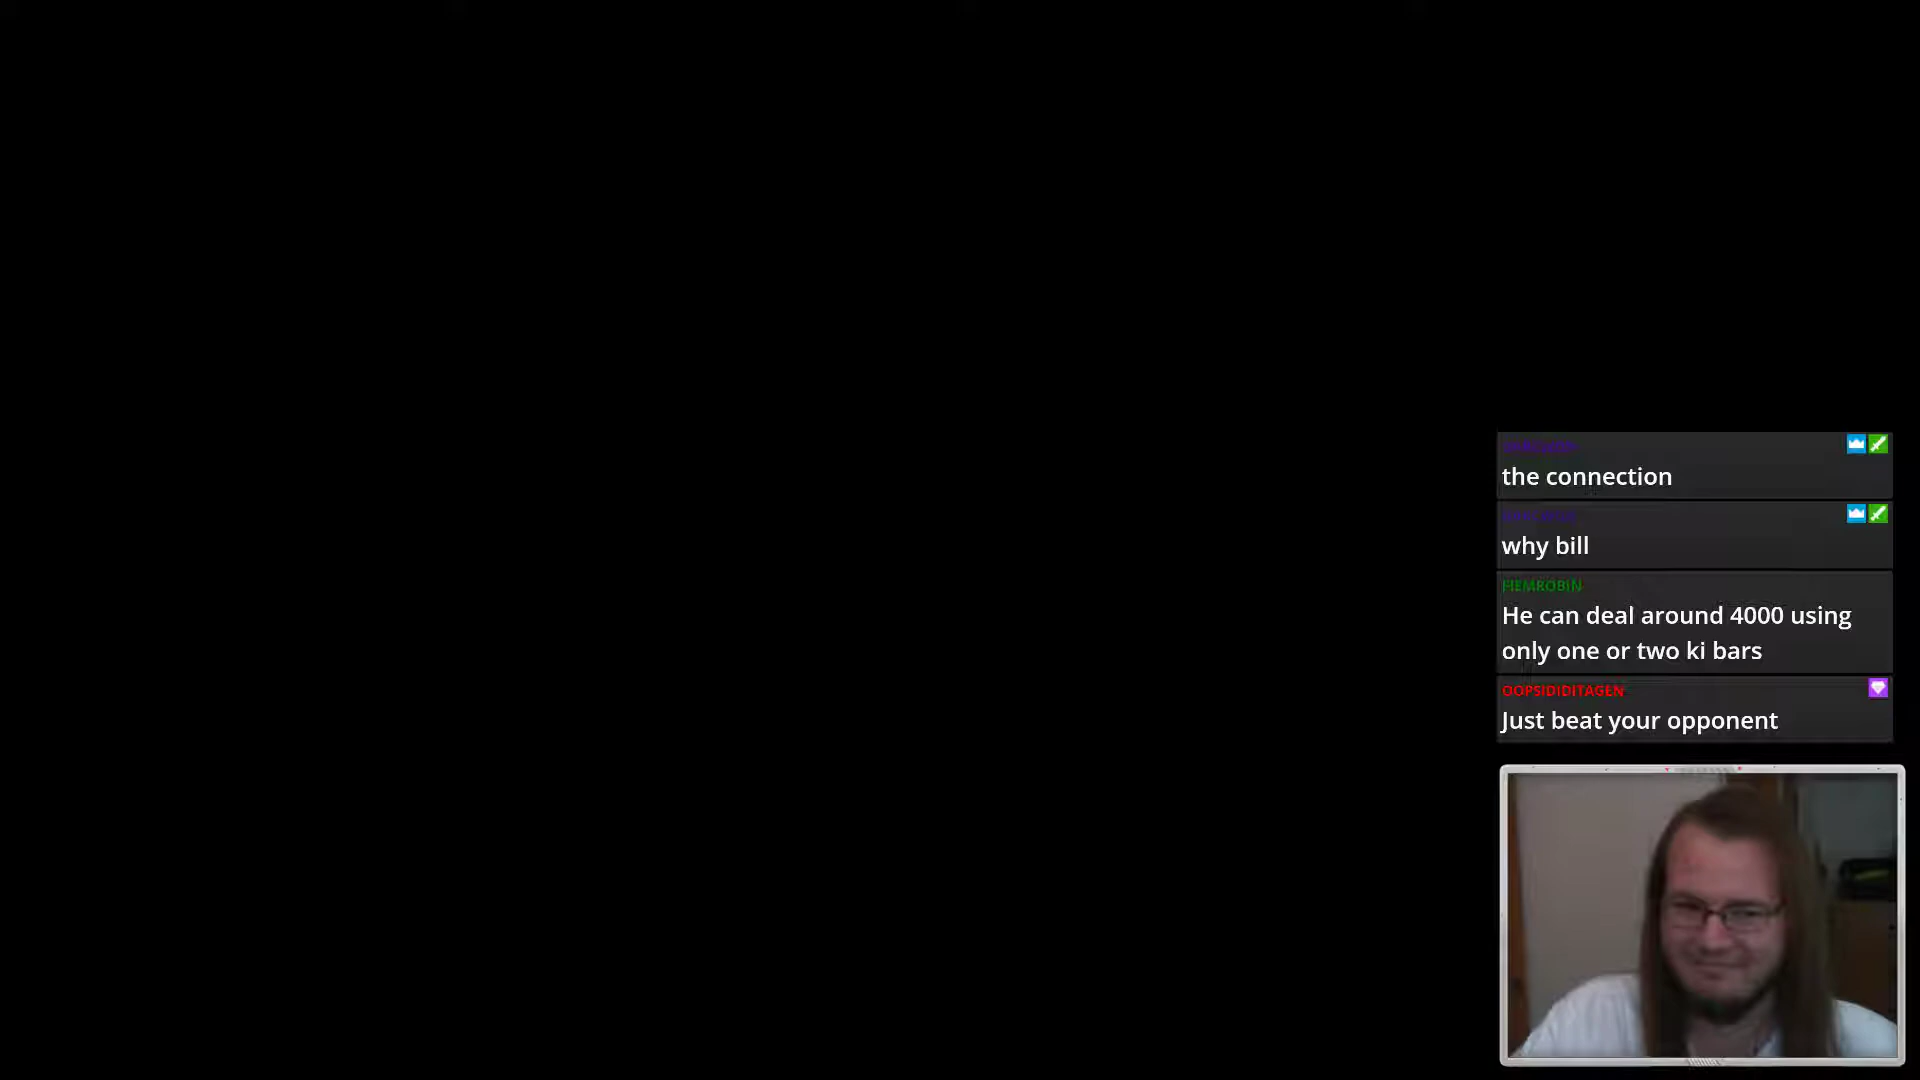 the connection
why bill
HEMROBIN
He can deal around 4000 using
only one or two ki bars
OOPSIDIDITAGEN
Just beat your opponent